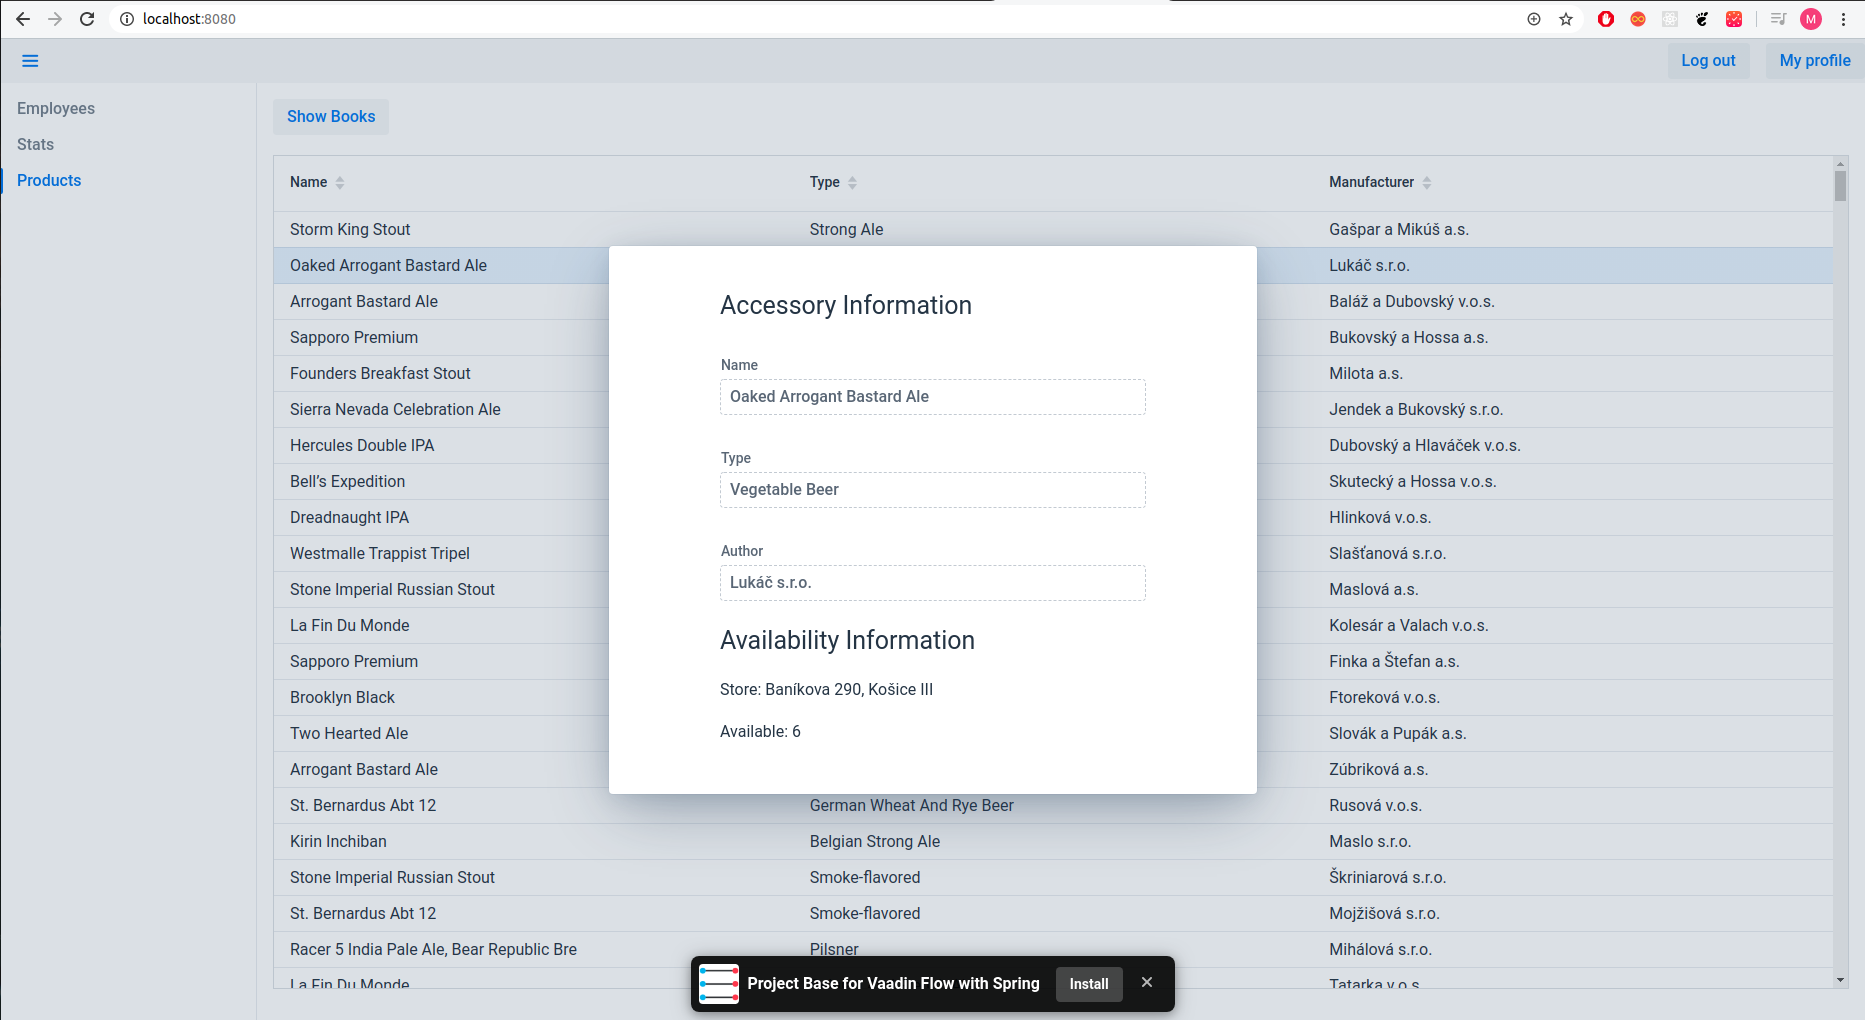 localhost:8080
M
Log out
My profile
Employees
Stats
Products
Show Books
Name Type Manufacturer
Storm King Stout Strong Ale Gašpar a Mikúš a.s.
Oaked Arrogant Bastard Ale Lukáč s.r.o.
Arrogant Bastard Ale Baláž a Dubovský v.o.s.
Sapporo Premium Bukovský a Hossa a.s.
Founders Breakfast Stout Milota a.s.
Sierra Nevada Celebration Ale Jendek a Bukovský s.r.o.
Hercules Double IPA Dubovský a Hlaváček v.o.s.
Bell’s Expedition Skutecký a Hossa v.o.s.
Dreadnaught IPA Hlinková v.o.s.
Westmalle Trappist Tripel Slašťanová s.r.o.
Stone Imperial Russian Stout Maslová a.s.
La Fin Du Monde Kolesár a Valach v.o.s.
Sapporo Premium Finka a Štefan a.s.
Brooklyn Black Ftoreková v.o.s.
Two Hearted Ale Slovák a Pupák a.s.
Arrogant Bastard Ale Zúbriková a.s.
St. Bernardus Abt 12 German Wheat And Rye Beer Rusová v.o.s.
Kirin Inchiban Belgian Strong Ale Maslo s.r.o.
Stone Imperial Russian Stout Smoke-flavored Škriniarová s.r.o.
St. Bernardus Abt 12 Smoke-flavored Mojžišová s.r.o.
Racer 5 India Pale Ale, Bear Republic Bre Pilsner Mihálová s.r.o.
La Fin Du Monde Tatarka v.o.s.
Accessory Information
Name
Oaked Arrogant Bastard Ale
Type
Vegetable Beer
Author
Lukáč s.r.o.
Availability Information
Store: Baníkova 290, Košice III
Available: 6
Project Base for Vaadin Flow with Spring
Install